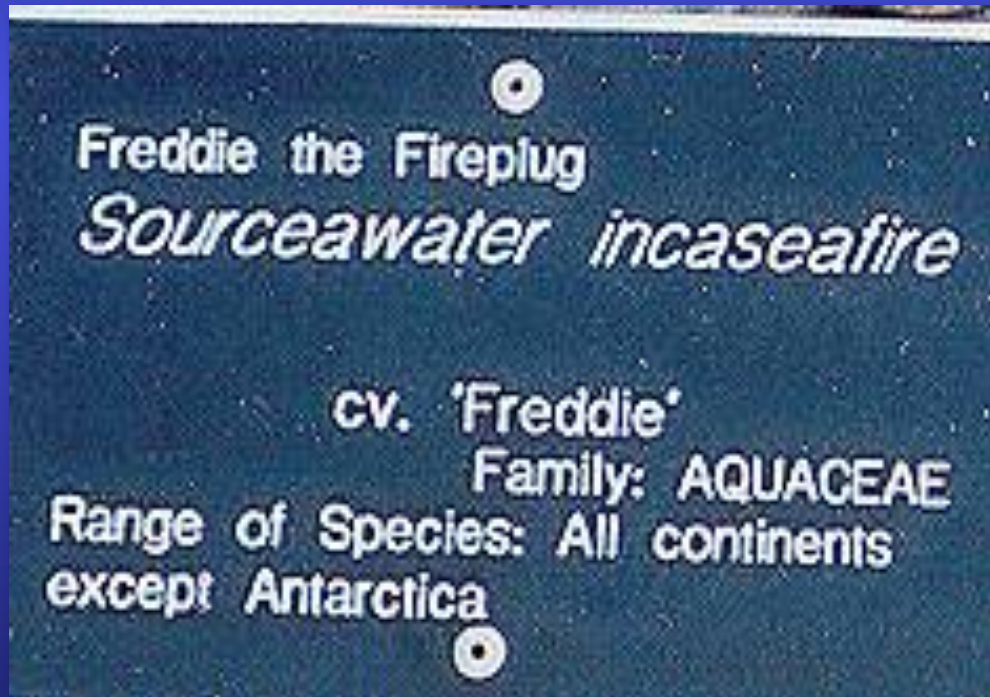 Freddie the Fireplug
Sourceawater incaseafire
cv. 'Freddie'
Family: AQUACEAE
Range of Species: All continents
except Antarctica